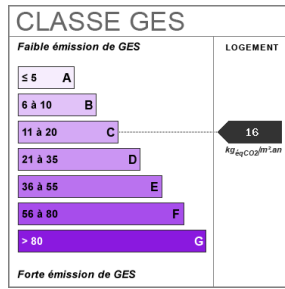 CLASSE GES
Faible émission de GES
LOGEMENT
≤ 5 A
6 à 10 B
11 à 20 C
16
kgéqCO2/m².an
21 à 35 D
36 à 55 E
56 à 80 F
> 80 G
Forte émission de GES